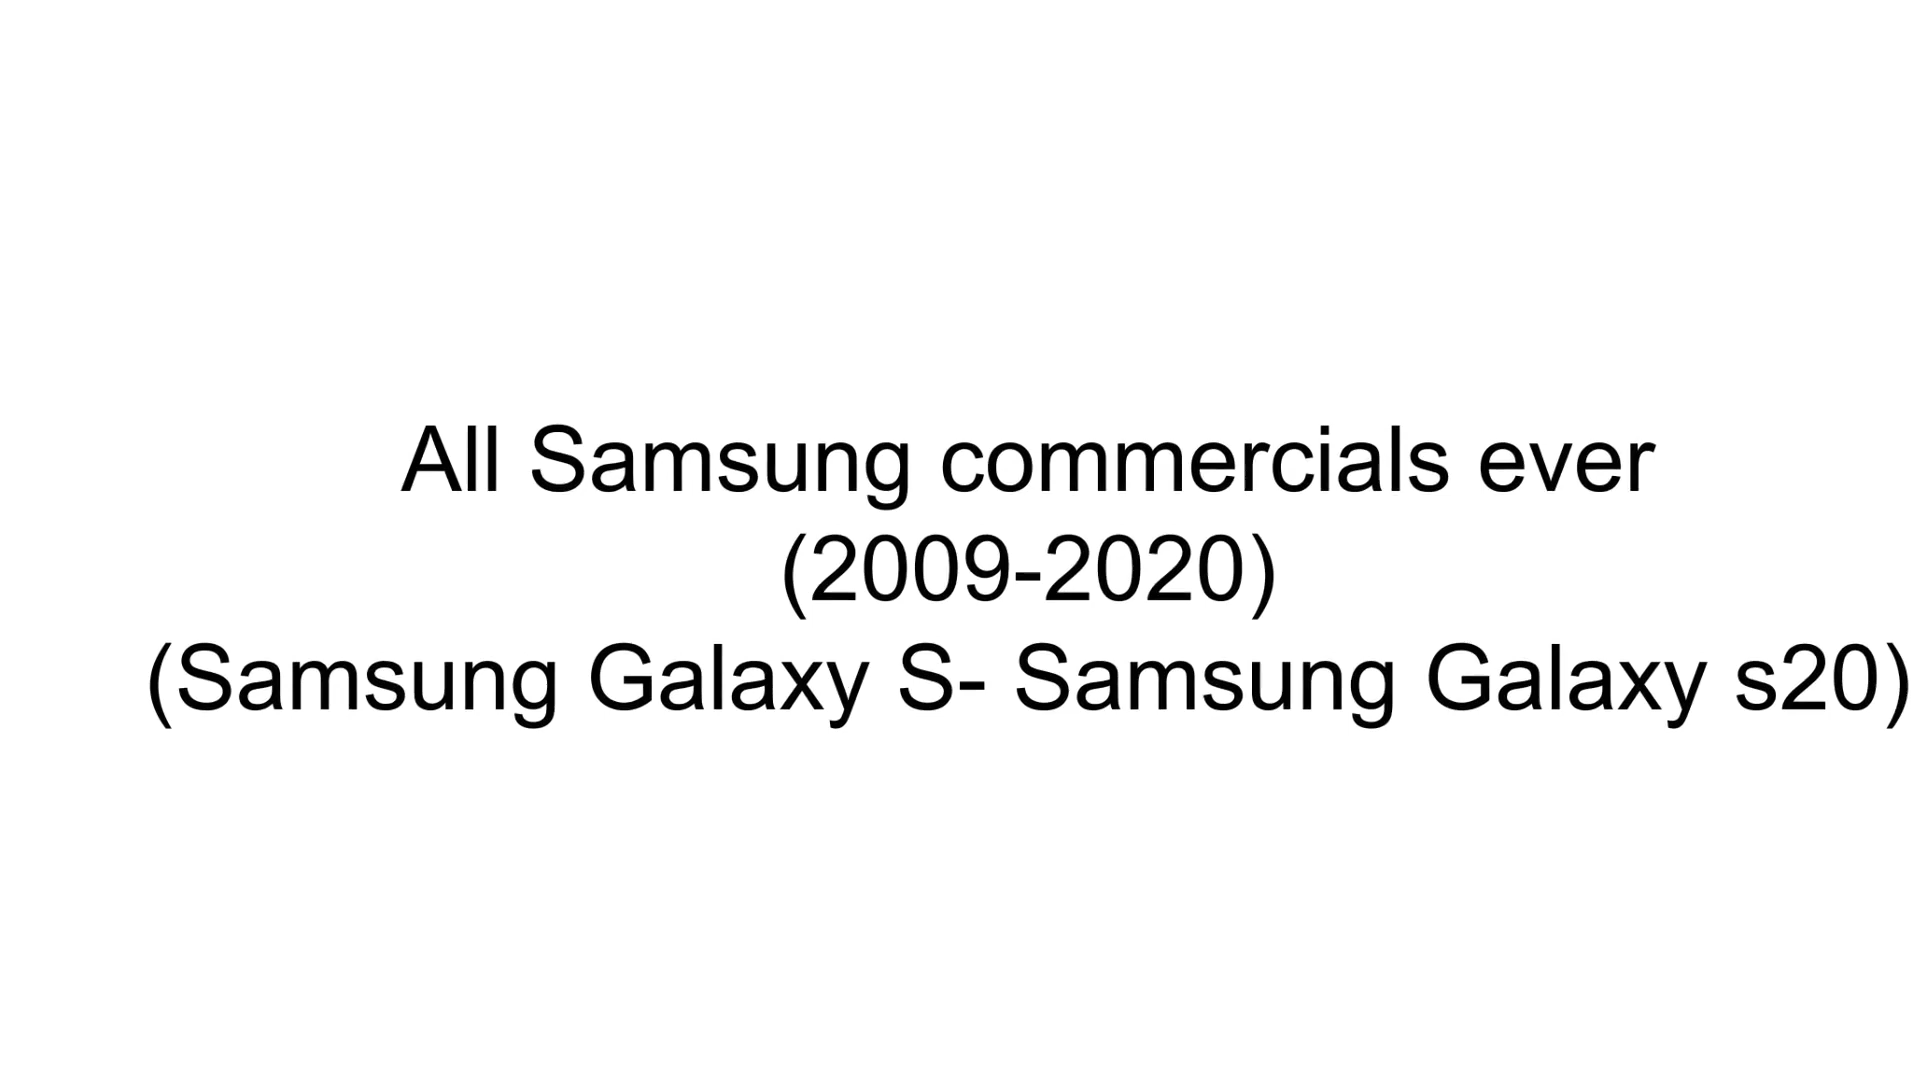 All Samsung commercials ever
(2009-2020)
(Samsung Galaxy S- Samsung Galaxy s20)